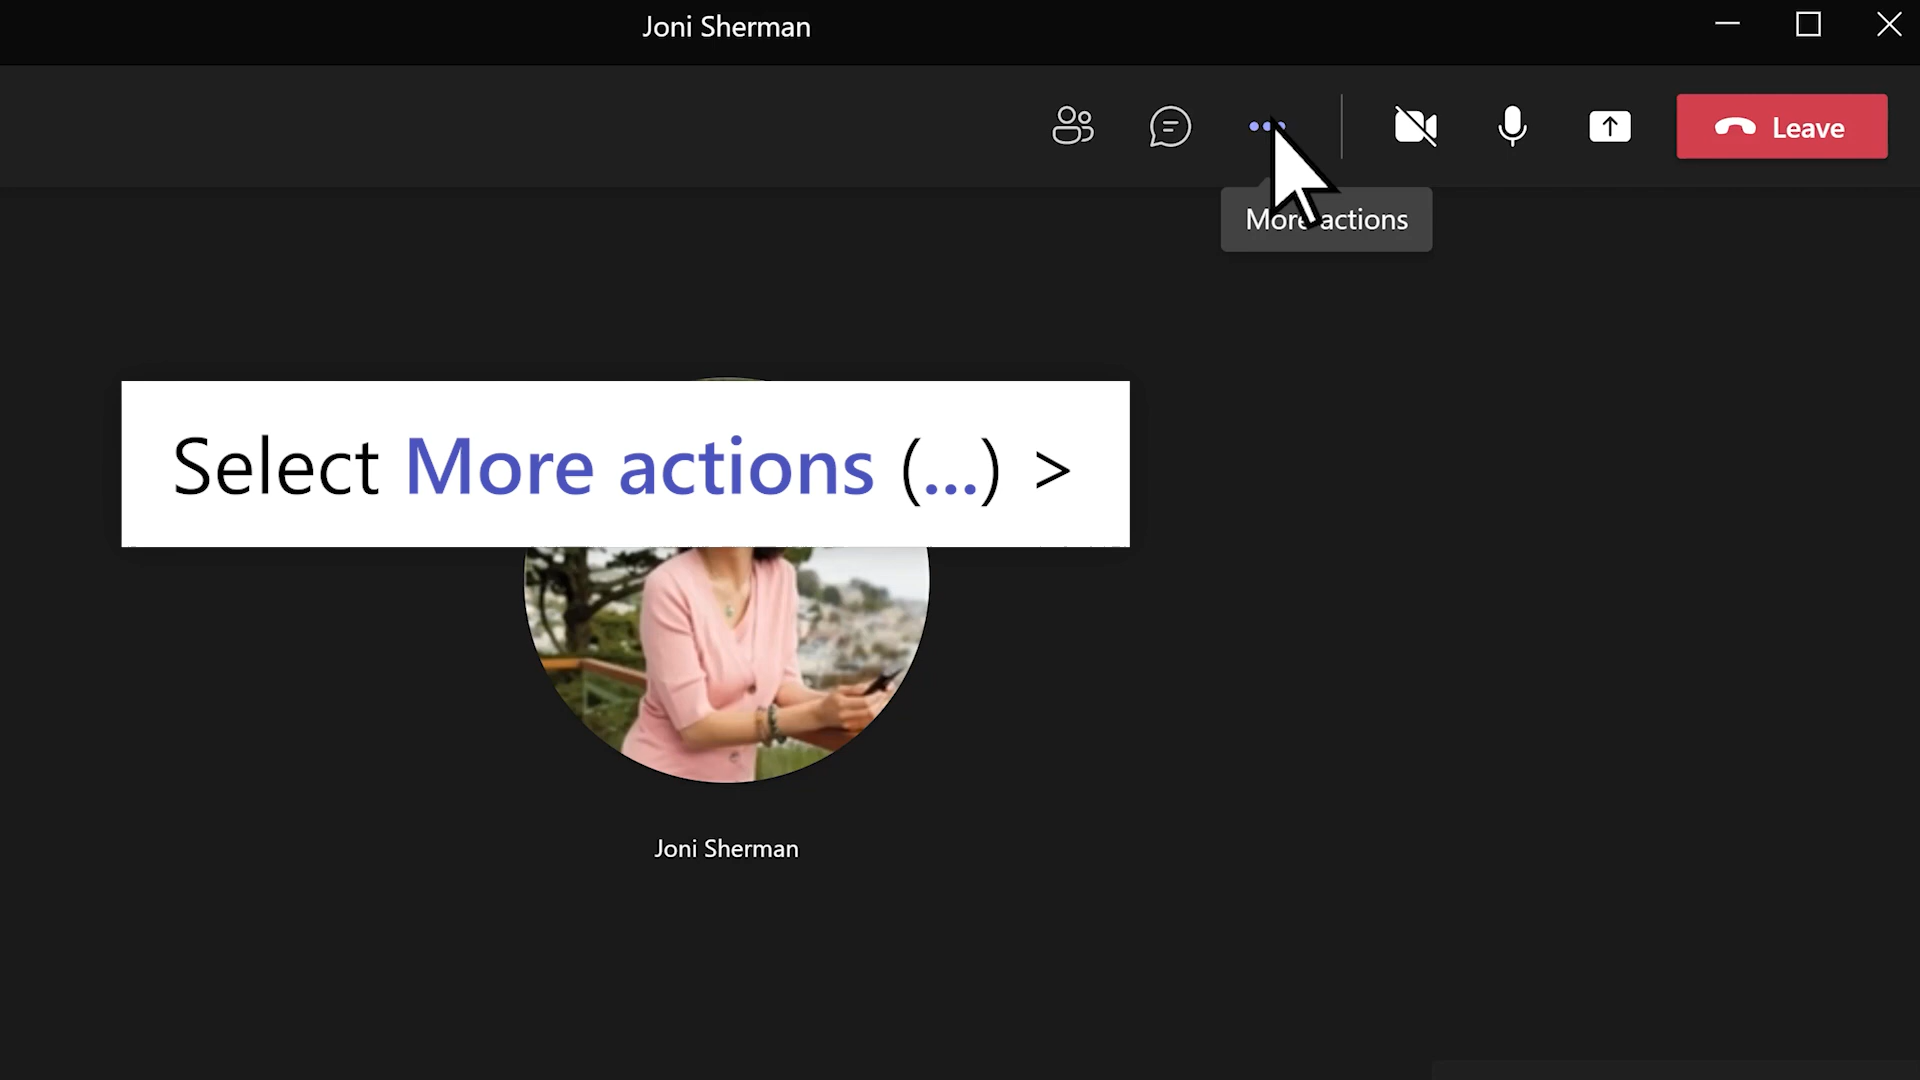 Joni Sherman
Leave
More actions
Select More actions (...) >
Joni Sherman